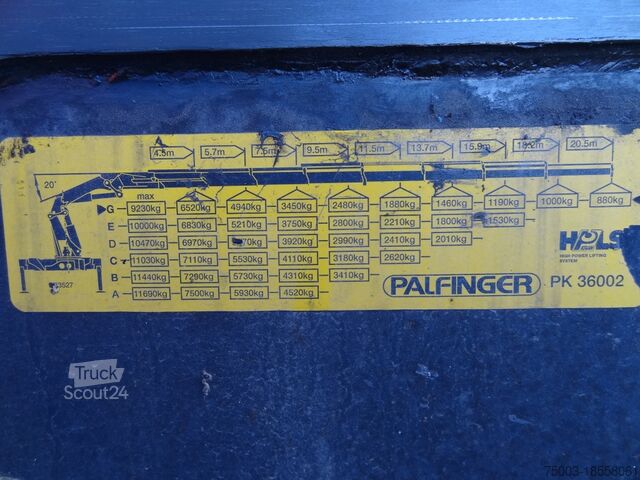 4.5m 5.7m 7.5m 9.5m 11.5m 13.7m 15.9m 18.2m 20.5m
20°
max
G 9230kg 6520kg 4940kg 3450kg 2480kg 1880kg 1460kg 1190kg 1000kg 880kg
E 10000kg 6830kg 5210kg 3750kg 2800kg 2210kg 1800kg 1530kg
D 10470kg 6970kg 3920kg 2990kg 2410kg 2010kg
C 11030kg 7110kg 5530kg 4110kg 3180kg 2620kg
B 11440kg 7290kg 5730kg 4310kg 3410kg
A 11690kg 7500kg 5930kg 4520kg
HPLS
HIGH POWER LIFTING
SYSTEM
PALFINGER PK 36002
Truck
Scout24
75003-18558061